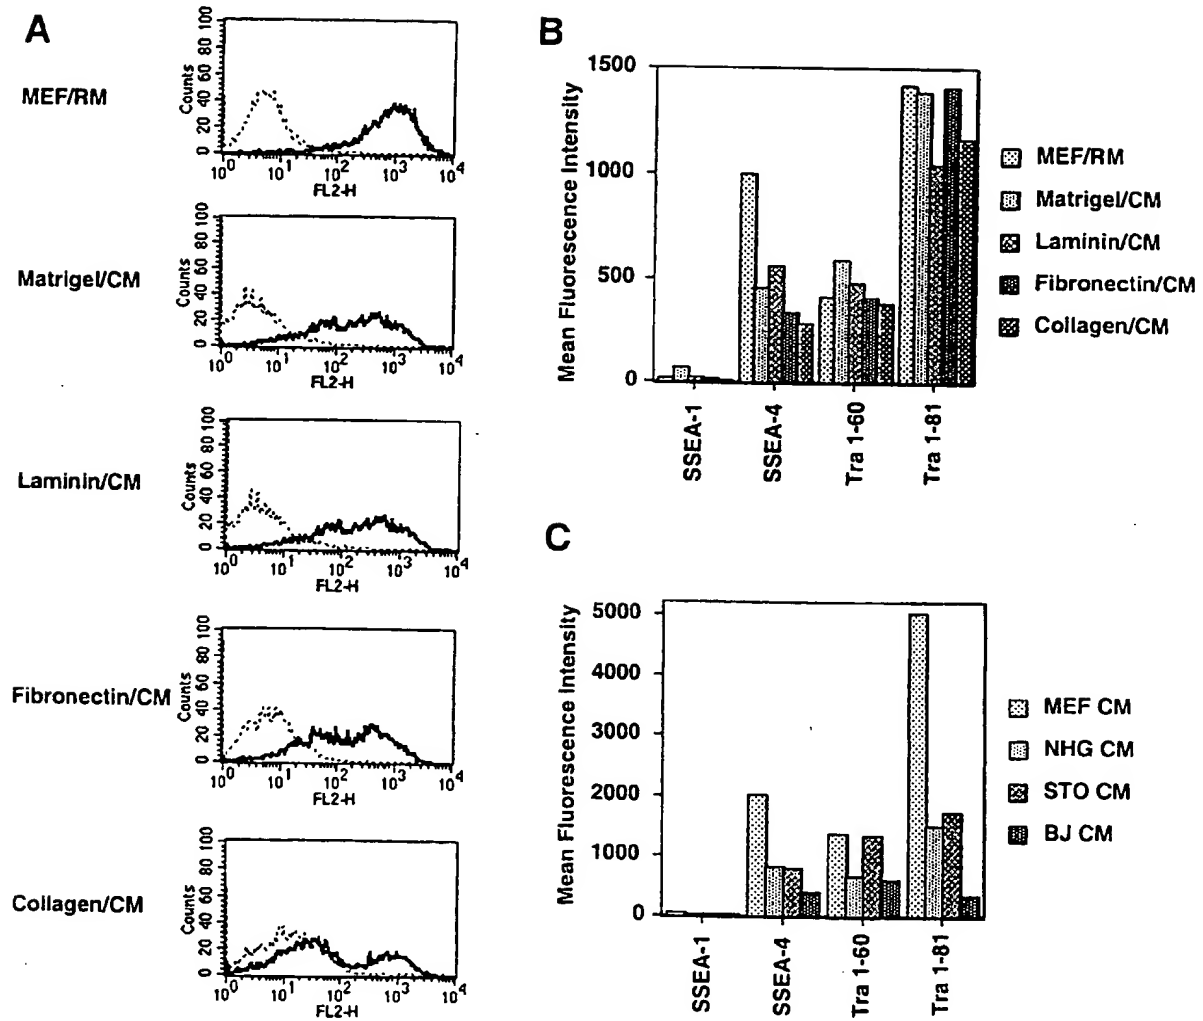 A
MEF/RM
Counts
0 20 40 60 80 100
10^0 10^1 10^2 10^3 10^4
FL2-H
Matrigel/CM
Counts
0 20 40 60 80 100
10^0 10^1 10^2 10^3 10^4
FL2-H
Laminin/CM
Counts
0 20 40 60 80 100
10^0 10^1 10^2 10^3 10^4
FL2-H
Fibronectin/CM
Counts
0 20 40 60 80 100
10^0 10^1 10^2 10^3 10^4
FL2-H
Collagen/CM
Counts
0 20 40 60 80 100
10^0 10^1 10^2 10^3 10^4
FL2-H
B
Mean Fluorescence Intensity
1500
1000
500
0
SSEA-1
SSEA-4
Tra 1-60
Tra 1-81
MEF/RM
Matrigel/CM
Laminin/CM
Fibronectin/CM
Collagen/CM
C
Mean Fluorescence Intensity
5000
4000
3000
2000
1000
0
SSEA-1
SSEA-4
Tra 1-60
Tra 1-81
MEF CM
NHG CM
STO CM
BJ CM